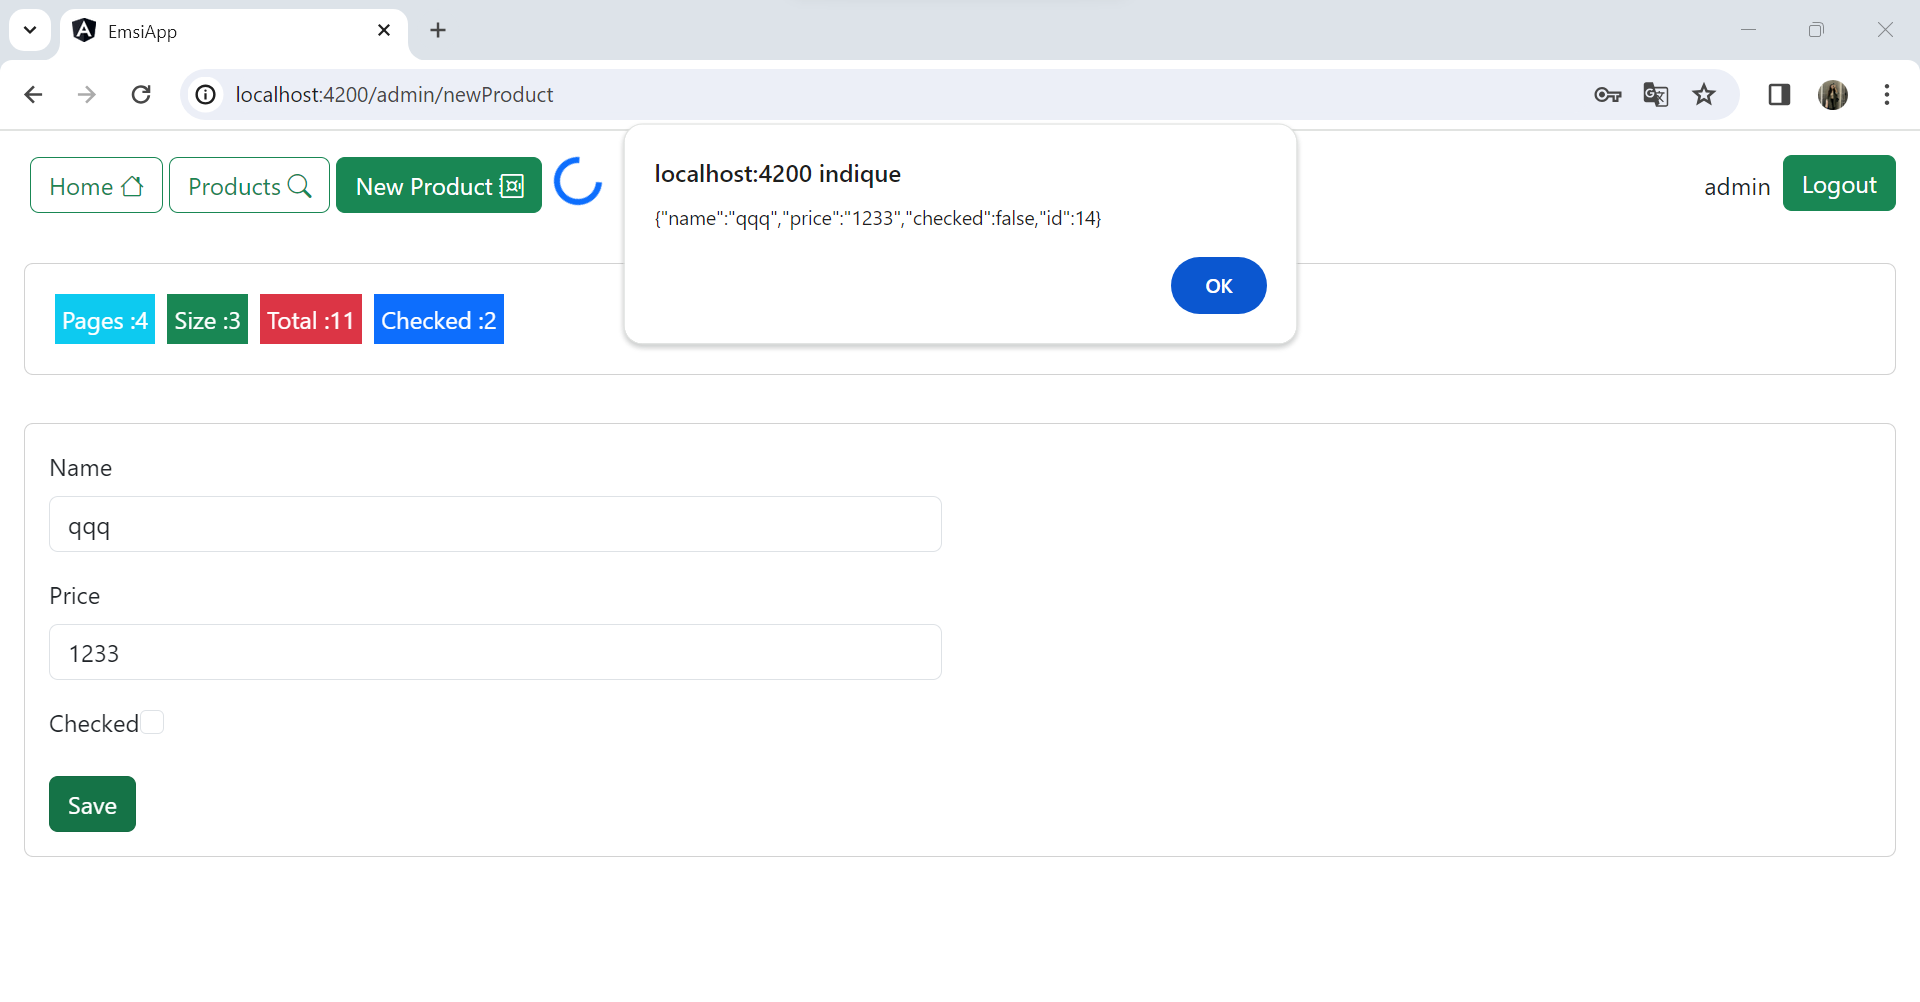 EmsiApp
localhost:4200/admin/newProduct
Home
Products
New Product
admin
Logout
localhost:4200 indique
{"name":"qqq","price":"1233","checked":false,"id":14}
OK
Pages :4
Size :3
Total :11
Checked :2
Name
qqq
Price
1233
Checked
Save